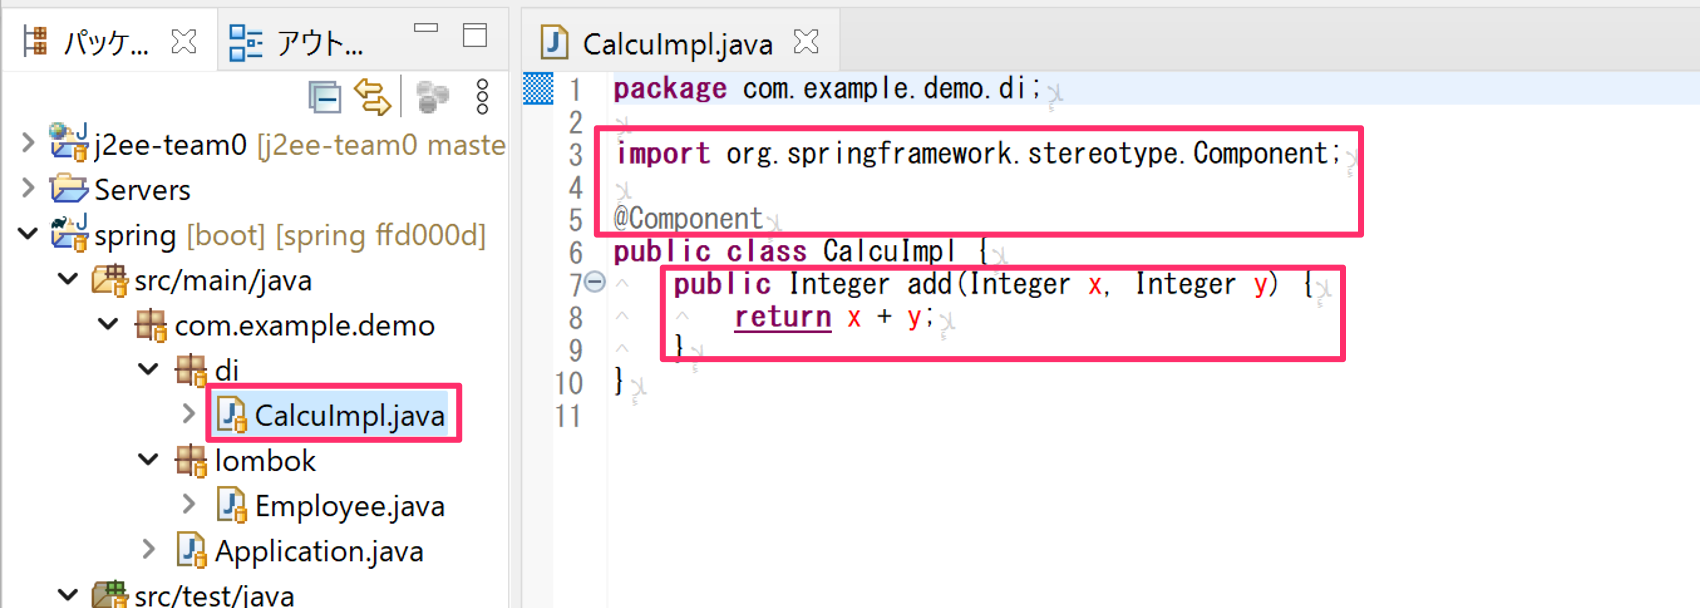 パッケ...
アウト...
j2ee-team0 [j2ee-team0 maste
Servers
spring [boot] [spring ffd000d]
src/main/java
com.example.demo
di
CalcuImpl.java
lombok
Employee.java
Application.java
src/test/java
CalcuImpl.java
1 package com.example.demo.di;
2
3 import org.springframework.stereotype.Component;
4
5 @Component
6 public class CalcuImpl {
7 public Integer add(Integer x, Integer y) {
8 return x + y;
9 }
10 }
11